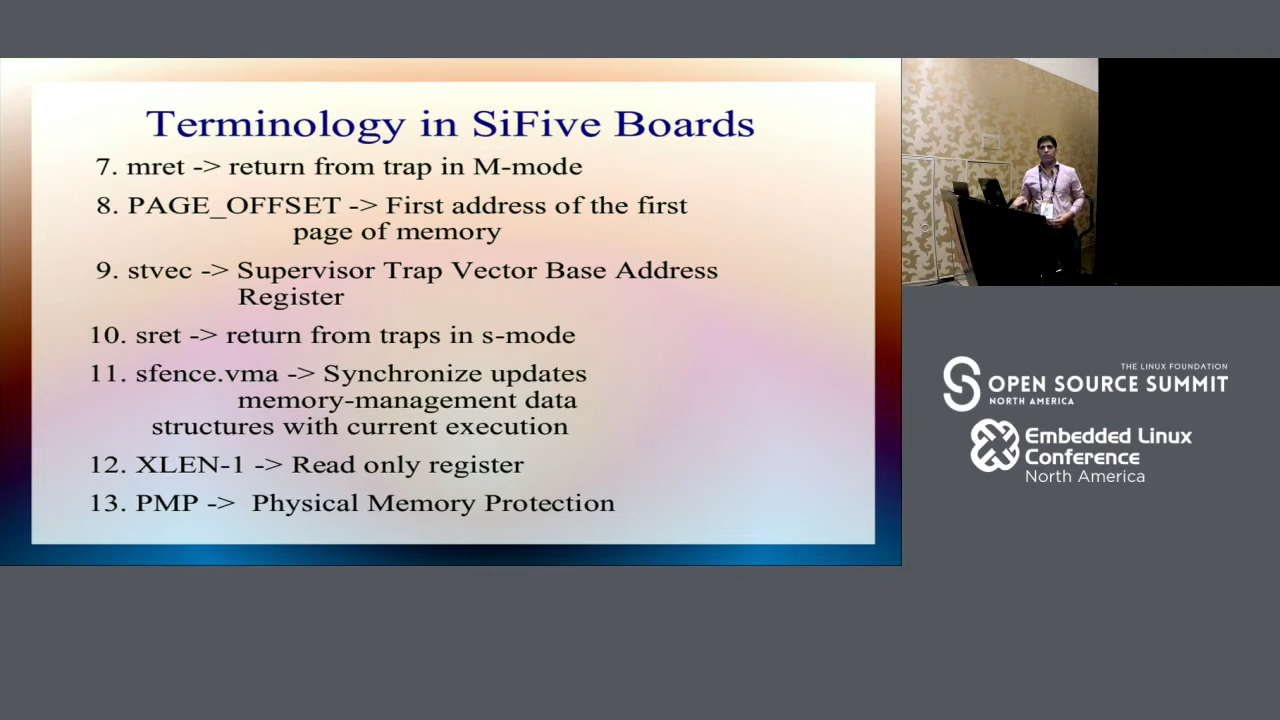 Terminology in SiFive Boards
7. mret -> return from trap in M-mode
8. PAGE_OFFSET -> First address of the first
page of memory
9. stvec -> Supervisor Trap Vector Base Address
Register
10. sret -> return from traps in s-mode
11. sfence.vma -> Synchronize updates
memory-management data
structures with current execution
12. XLEN-1 -> Read only register
13. PMP -> Physical Memory Protection
THE LINUX FOUNDATION
OPEN SOURCE SUMMIT
NORTH AMERICA
Embedded Linux
Conference
North America